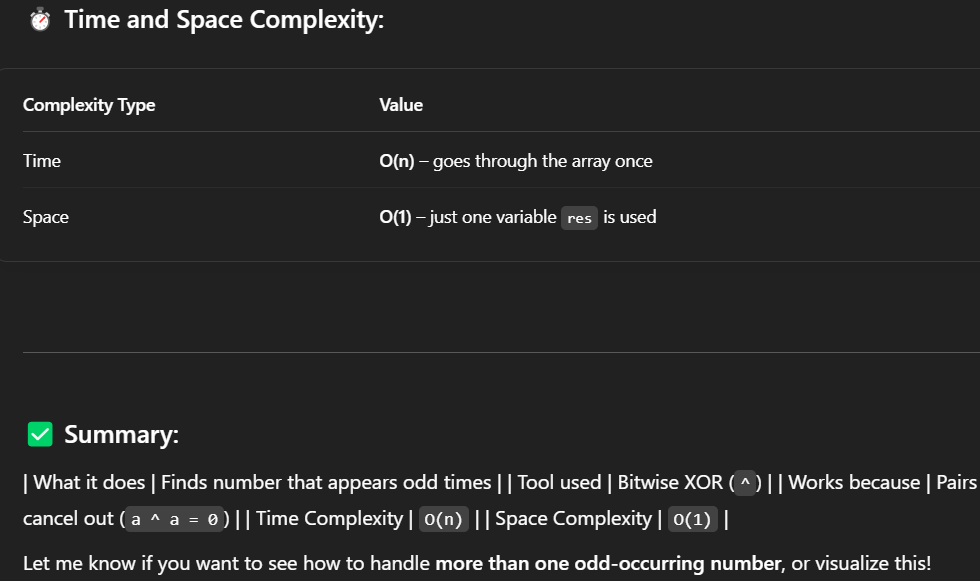 ⏱️ Time and Space Complexity:
Complexity Type Value
Time O(n) – goes through the array once
Space O(1) – just one variable res is used
✅ Summary:
| What it does | Finds number that appears odd times | | Tool used | Bitwise XOR (^) | | Works because | Pairs
cancel out (a ^ a = 0) | | Time Complexity | O(n) | | Space Complexity | O(1) |
Let me know if you want to see how to handle more than one odd-occurring number, or visualize this!